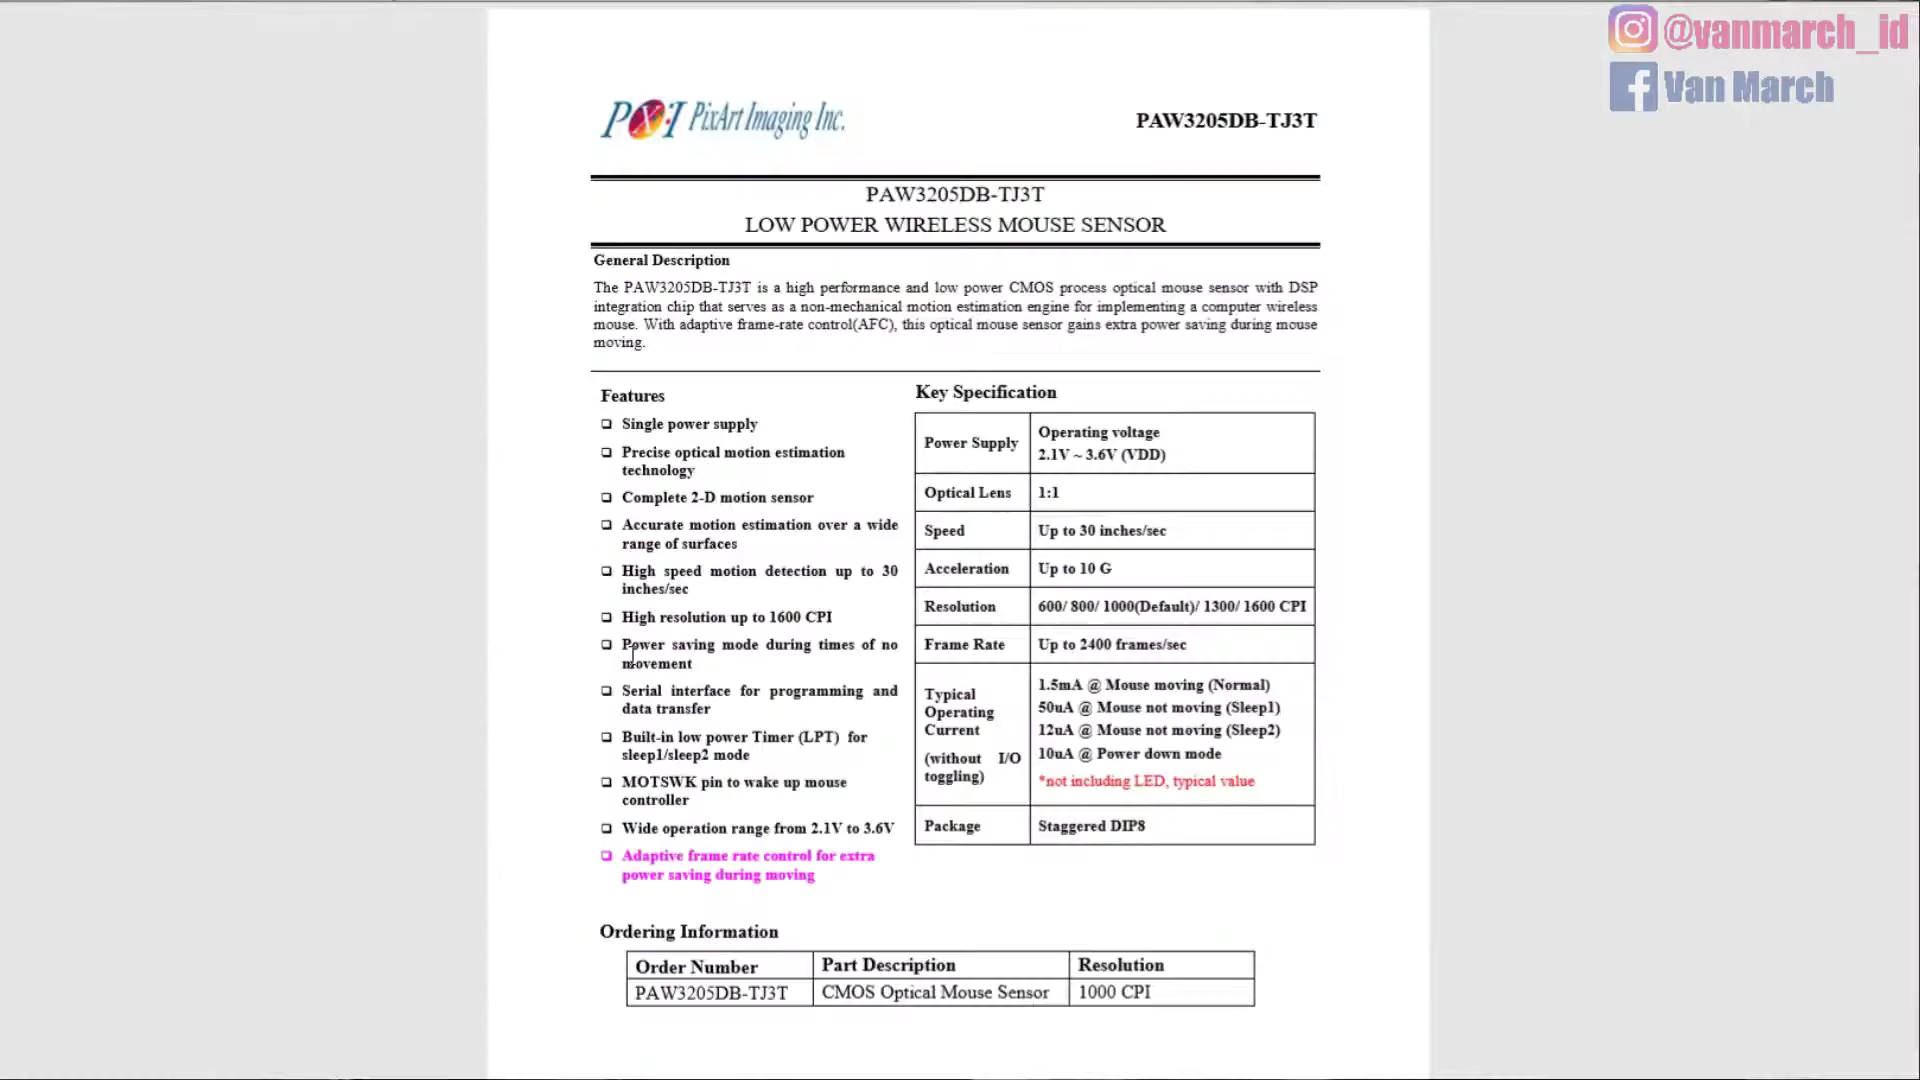 @vanmarch_id
Van March
PixArt Imaging Inc.
PAW3205DB-TJ3T
PAW3205DB-TJ3T
LOW POWER WIRELESS MOUSE SENSOR
General Description
The PAW3205DB-TJ3T is a high performance and low power CMOS process optical mouse sensor with DSP
integration chip that serves as a non-mechanical motion estimation engine for implementing a computer wireless
mouse. With adaptive frame-rate control(AFC), this optical mouse sensor gains extra power saving during mouse
moving.
Features
Single power supply
Precise optical motion estimation
technology
Complete 2-D motion sensor
Accurate motion estimation over a wide
range of surfaces
High speed motion detection up to 30
inches/sec
High resolution up to 1600 CPI
Power saving mode during times of no
movement
Serial interface for programming and
data transfer
Built-in low power Timer (LPT) for
sleep1/sleep2 mode
MOTSWK pin to wake up mouse
controller
Wide operation range from 2.1V to 3.6V
Adaptive frame rate control for extra
power saving during moving
Key Specification
Power Supply
Operating voltage
2.1V ~ 3.6V (VDD)
Optical Lens
1:1
Speed
Up to 30 inches/sec
Acceleration
Up to 10 G
Resolution
600/ 800/ 1000(Default)/ 1300/ 1600 CPI
Frame Rate
Up to 2400 frames/sec
Typical
Operating
Current
(without I/O
toggling)
1.5mA @ Mouse moving (Normal)
50uA @ Mouse not moving (Sleep1)
12uA @ Mouse not moving (Sleep2)
10uA @ Power down mode
*not including LED, typical value
Package
Staggered DIP8
Ordering Information
Order Number
Part Description
Resolution
PAW3205DB-TJ3T
CMOS Optical Mouse Sensor
1000 CPI